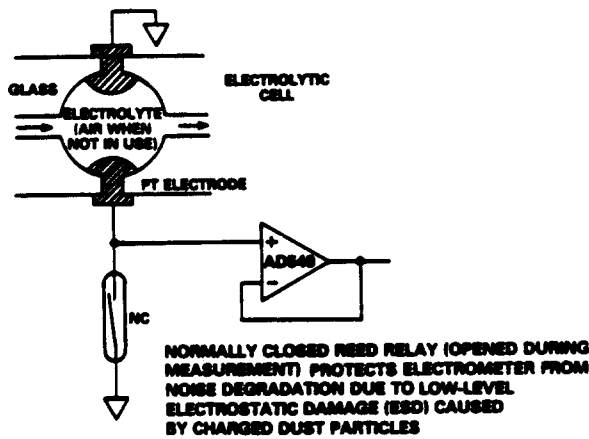 GLASS
ELECTROLYTIC
CELL
ELECTROLYTE
(AIR WHEN
NOT IN USE)
PT ELECTRODE
+
AD549
-
NC
NORMALLY CLOSED REED RELAY (OPENED DURING
MEASUREMENT) PROTECTS ELECTROMETER FROM
NOISE DEGRADATION DUE TO LOW-LEVEL
ELECTROSTATIC DAMAGE (ESD) CAUSED
BY CHARGED DUST PARTICLES